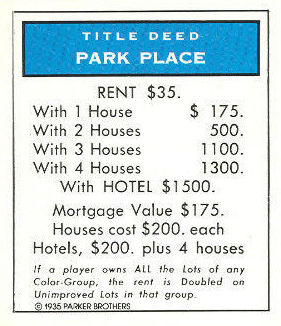 TITLE DEED
PARK PLACE
RENT $35.
With 1 House $ 175.
With 2 Houses 500.
With 3 Houses 1100.
With 4 Houses 1300.
With HOTEL $1500.
Mortgage Value $175.
Houses cost $200. each
Hotels, $200. plus 4 houses
If a player owns ALL the Lots of any
Color-Group, the rent is Doubled on
Unimproved Lots in that group.
© 1935 PARKER BROTHERS